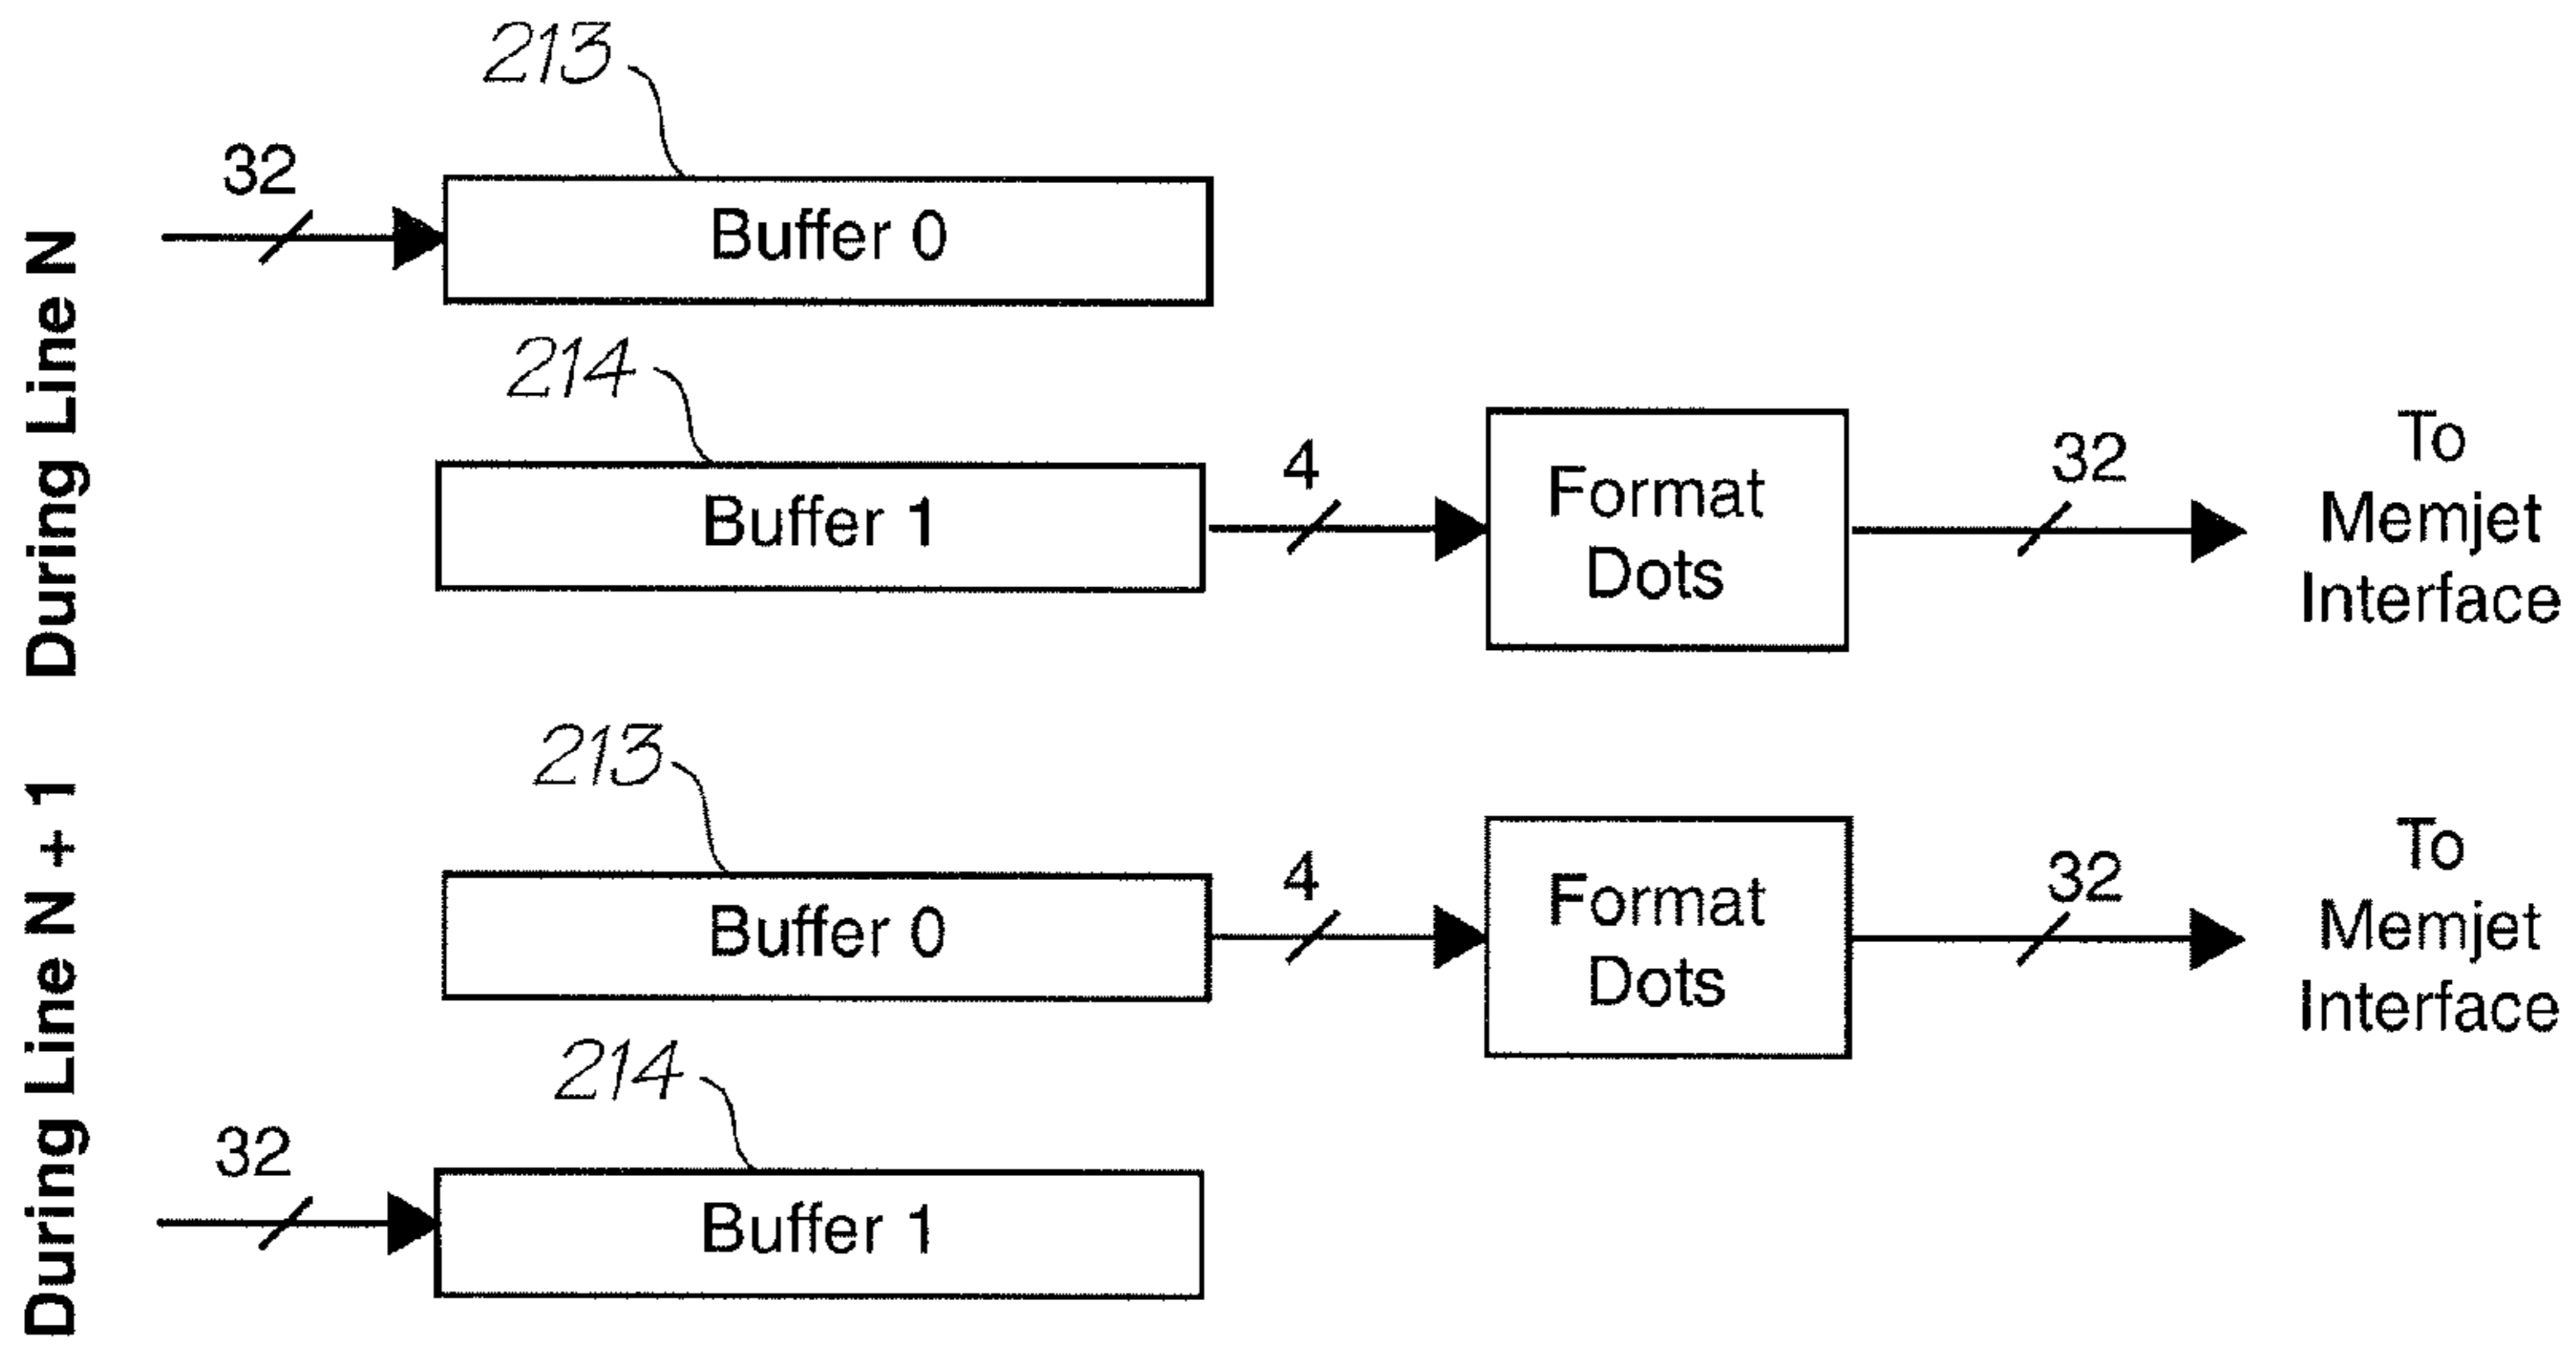 During Line N
213
32
Buffer 0
214
Buffer 1
4
Format
Dots
32
To
Memjet
Interface
During Line N + 1
213
Buffer 0
4
Format
Dots
32
To
Memjet
Interface
214
32
Buffer 1